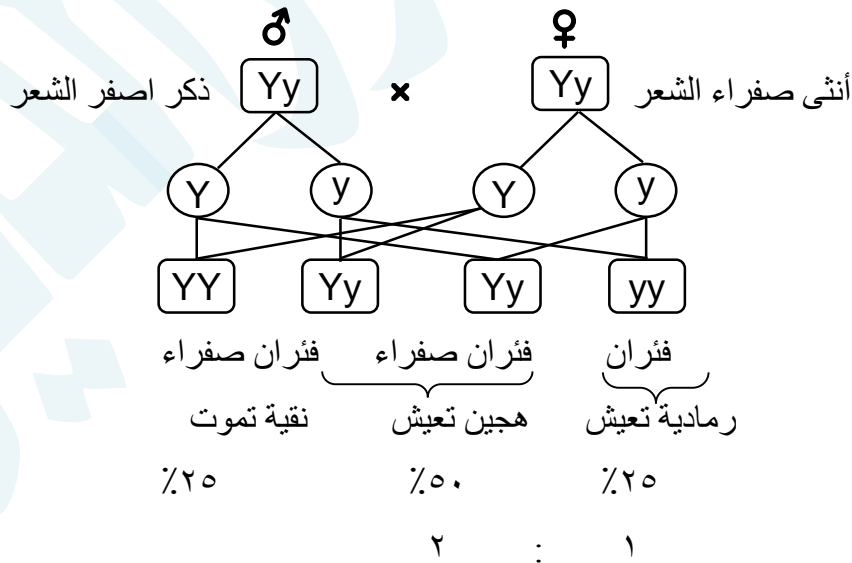 ♂ ♀
أنثى صفراء الشعر Yy × Yy ذكر اصفر الشعر
Y y Y y
YY Yy Yy yy
فئران فئران صفراء فئران صفراء
رمادية تعيش هجين تعيش نقية تموت
٪٢٥ ٪٥٠ ٪٢٥
١ : ٢